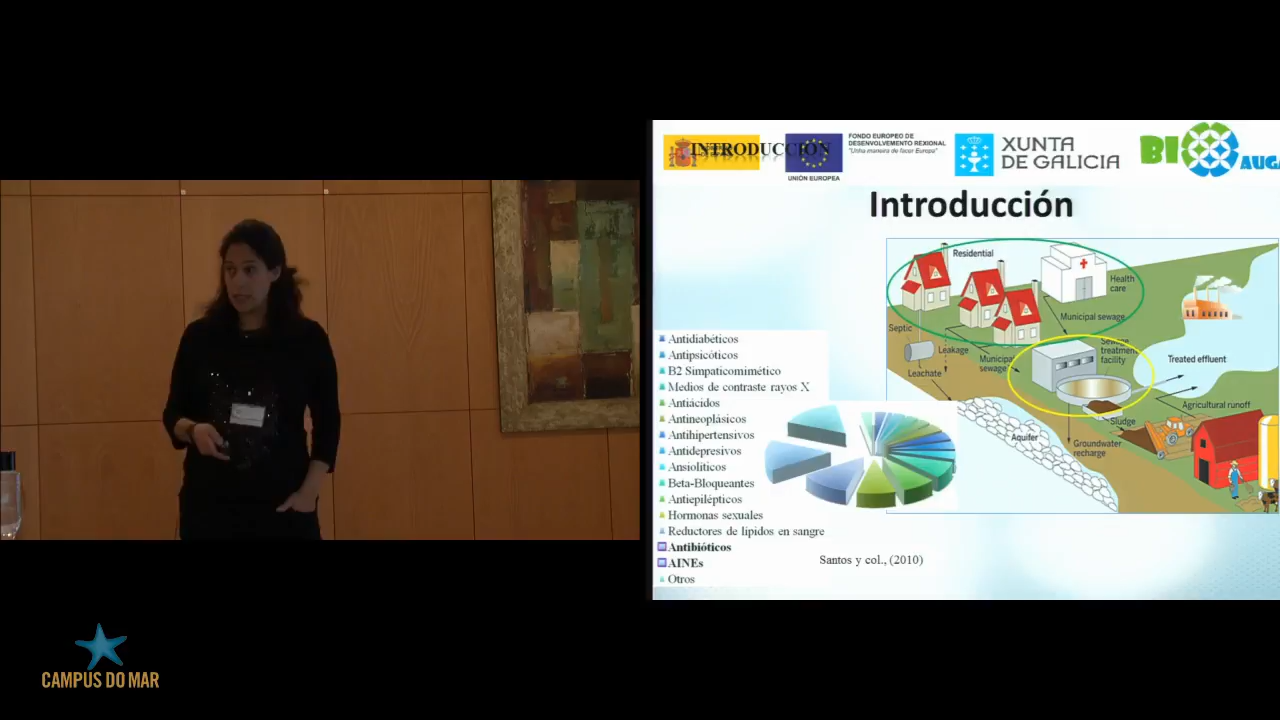 INTRODUCCIÓN
UNIÓN EUROPEA
FONDO EUROPEO DE
DESENVOLVEMENTO REXIONAL
"Unha maneira de facer Europa"
XUNTA
DE GALICIA
BI
AUGA
Introducción
Residential
Health
care
Municipal sewage
Septic
Leakage
Municipal
sewage
Sewage
treatment
facility
Leachate
Treated effluent
Agricultural runoff
Sludge
Aquifer
Groundwater
recharge
Antidiabéticos
Antipsicóticos
B2 Simpaticomimético
Medios de contraste rayos X
Antiácidos
Antineoplásicos
Antihipertensivos
Antidepresivos
Ansiolíticos
Beta-Bloqueantes
Antiepilépticos
Hormonas sexuales
Reductores de lípidos en sangre
Antibióticos
AINEs
Otros
Santos y col., (2010)
CAMPUS DO MAR